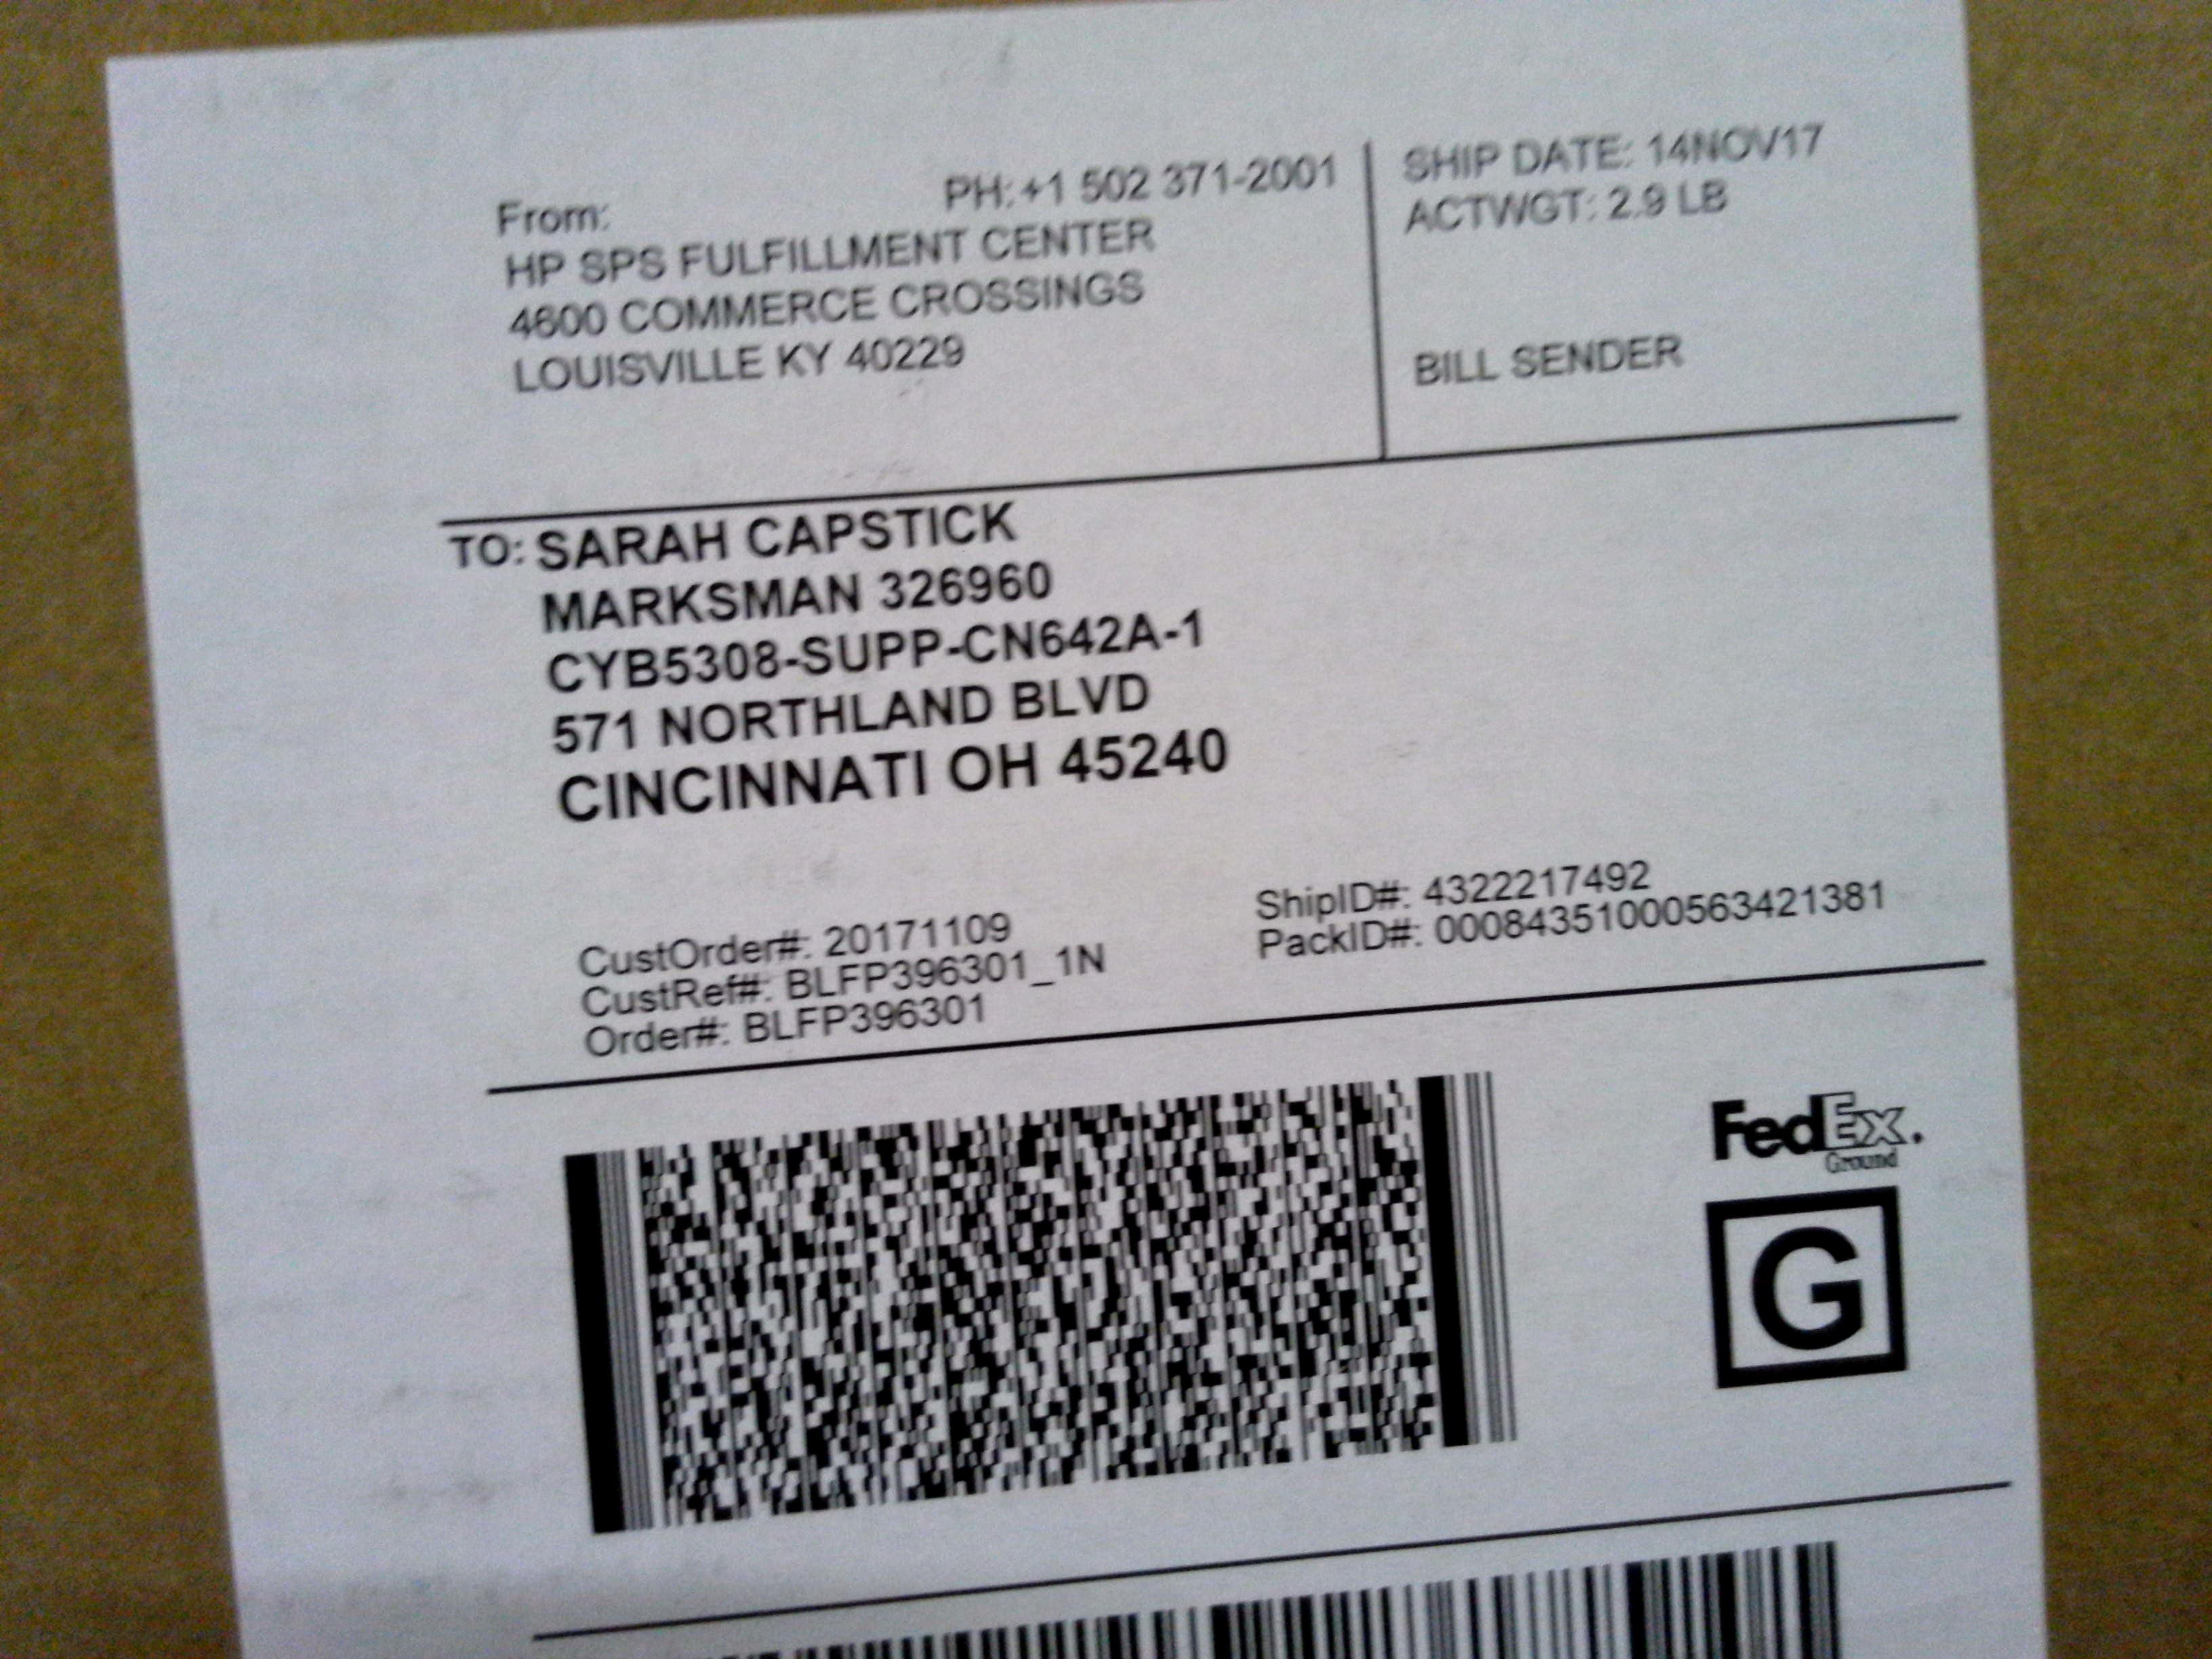 From:
PH:+1 502 371-2001
HP SPS FULFILLMENT CENTER
4600 COMMERCE CROSSINGS
LOUISVILLE KY 40229
SHIP DATE: 14NOV17
ACTWGT: 2.9 LB
BILL SENDER
TO: SARAH CAPSTICK
MARKSMAN 326960
CYB5308-SUPP-CN642A-1
571 NORTHLAND BLVD
CINCINNATI OH 45240
CustOrder#: 20171109
CustRef#: BLFP396301_1N
Order#: BLFP396301
ShipID#: 4322217492
PackID#: 00084351000563421381
FedEx.
Ground
G